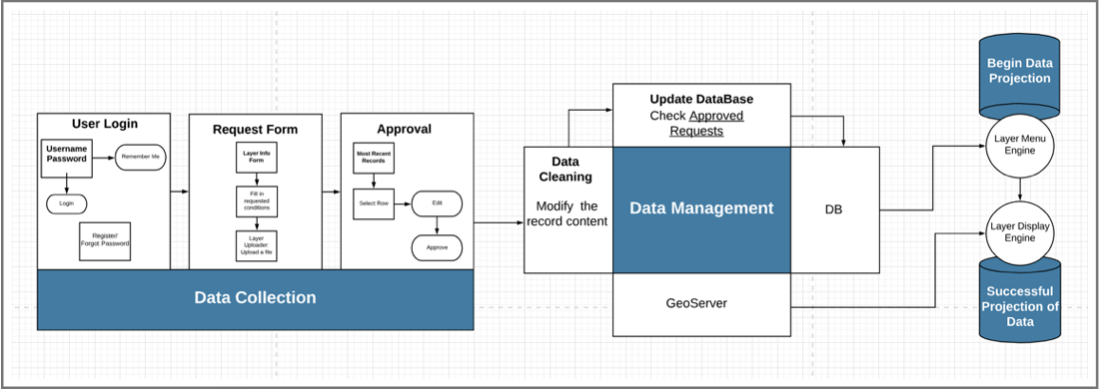 User Login
Username
Password
Remember Me
Login
Register/
Forgot Password
Request Form
Layer Info
Form
Fill in
requested
conditions
Layer
Uploader:
Upload a file
Approval
Most Recent
Records
Select Row
Edit
Approve
Data Collection
Data
Cleaning
Modify the
record content
Update DataBase
Check Approved
Requests
Data Management
DB
GeoServer
Begin Data
Projection
Layer Menu
Engine
Layer Display
Engine
Successful
Projection of
Data